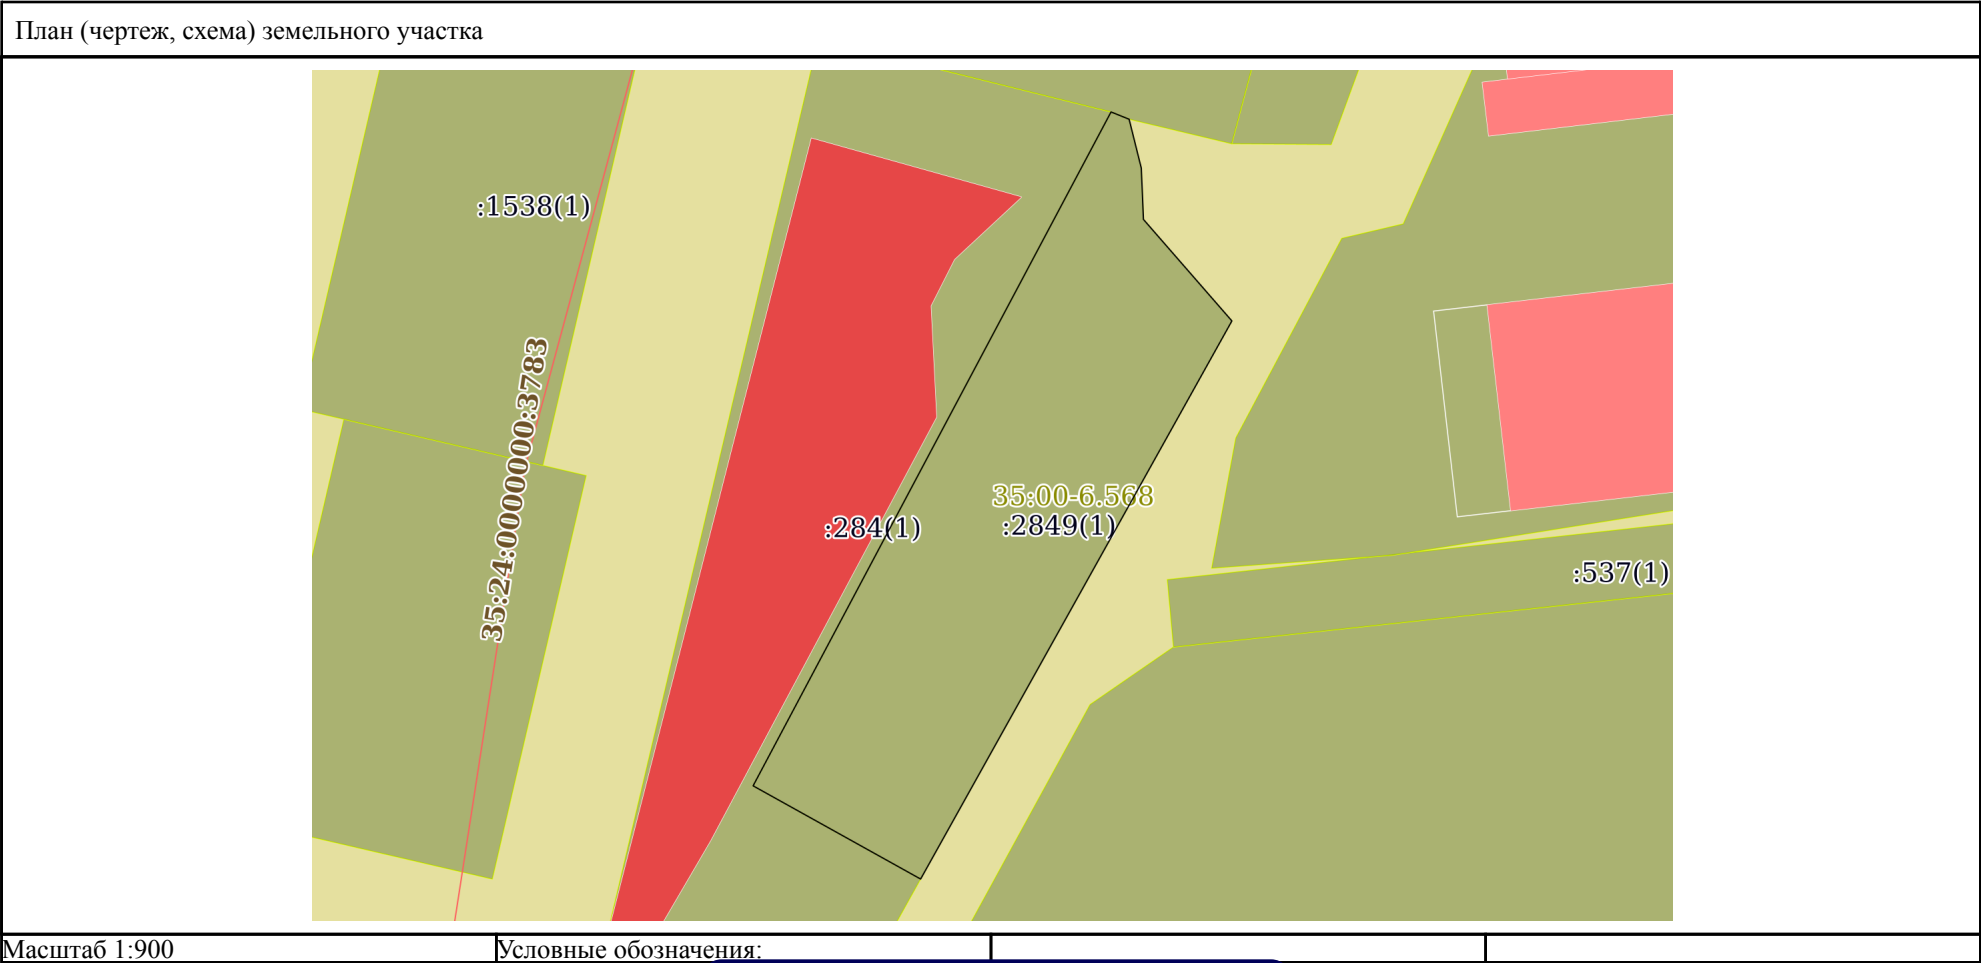 План (чертеж, схема) земельного участка
:1538(1)
35:24:0000000:3783
35:00-6.568
:284(1)
:2849(1)
:537(1)
Масштаб 1:900
Условные обозначения: